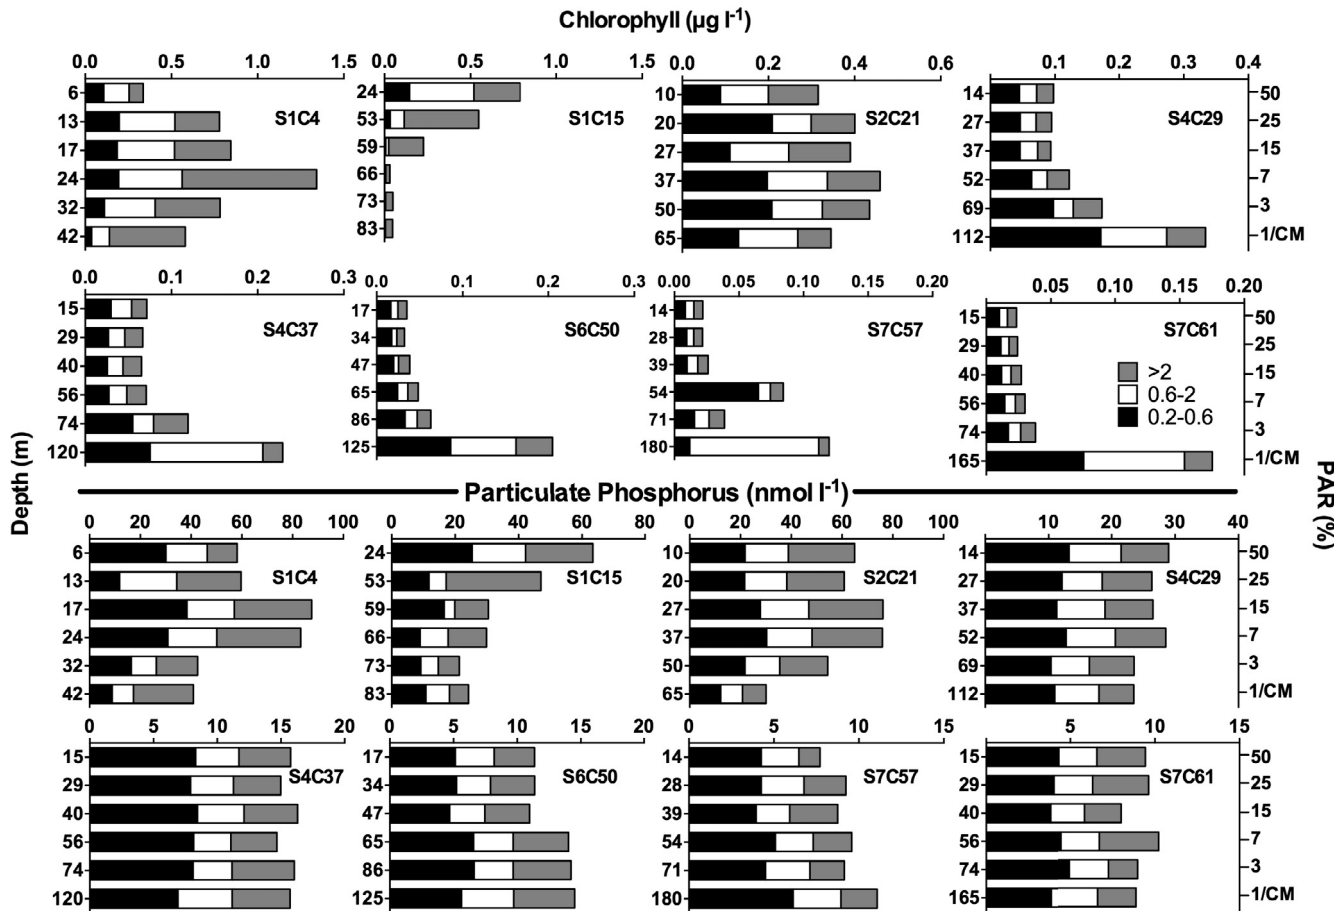 Chlorophyll (µg l-1)
0.0 0.5 1.0 1.5 0.0 0.5 1.0 1.5 0.0 0.2 0.4 0.6 0.0 0.1 0.2 0.3 0.4
6 24 10 14 50
13 S1C4 53 S1C15 20 S2C21 27 S4C29 25
17 59 27 37 15
24 66 37 52 7
32 73 50 69 3
42 83 65 112 1/CM
0.0 0.1 0.2 0.3 0.0 0.1 0.2 0.3 0.00 0.05 0.10 0.15 0.20 0.05 0.10 0.15 0.20
15 S4C37 17 S6C50 14 S7C57 15 S7C61 50
29 34 28 29 25
40 47 39 40 15
56 65 54 56 7
74 86 71 74 3
120 125 180 165 1/CM
>2
0.6-2
0.2-0.6
Depth (m)
PAR (%)
Particulate Phosphorus (nmol l-1)
0 20 40 60 80 100 0 20 40 60 80 0 20 40 60 80 100 10 20 30 40
6 S1C4 24 S1C15 10 S2C21 14 S4C29 50
13 53 20 27 25
17 59 27 37 15
24 66 37 52 7
32 73 50 69 3
42 83 65 112 1/CM
0 5 10 15 20 0 5 10 15 20 0 5 10 15 5 10 15
15 S4C37 17 S6C50 14 S7C57 15 S7C61 50
29 34 28 29 25
40 47 39 40 15
56 65 54 56 7
74 86 71 74 3
120 125 180 165 1/CM